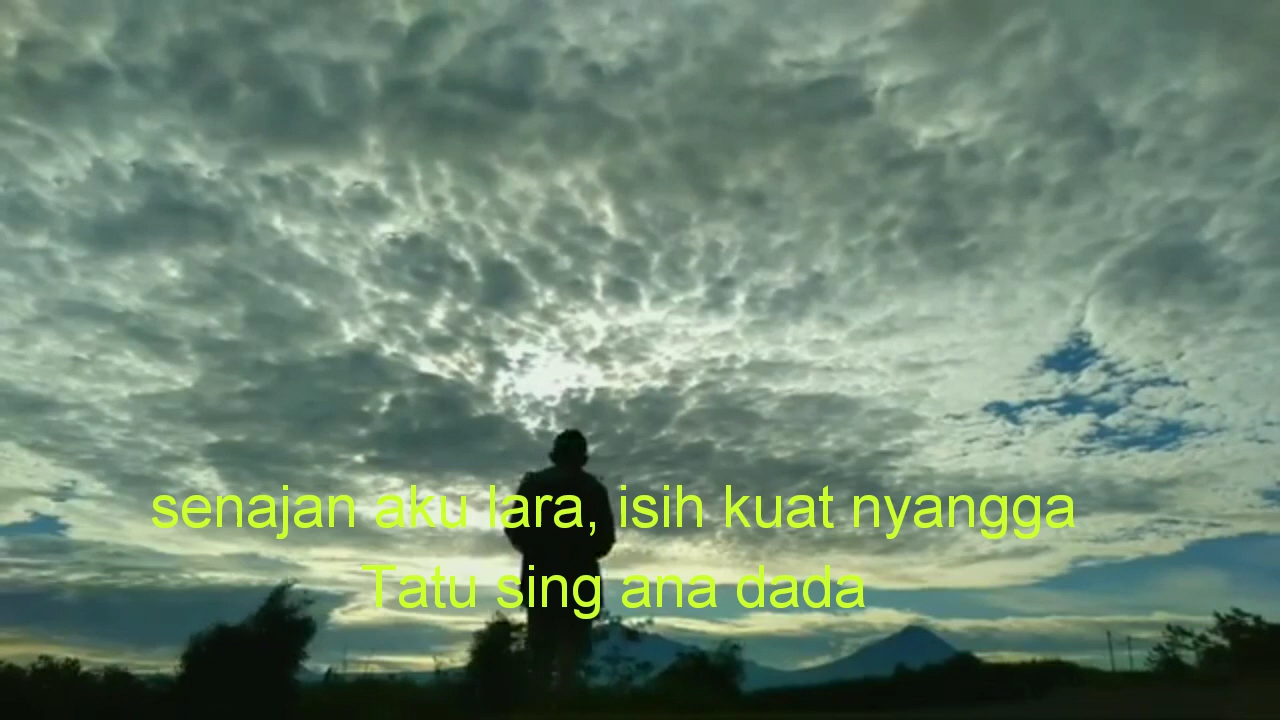 senajan aku lara, isih kuat nyangga
Tatu sing ana dada